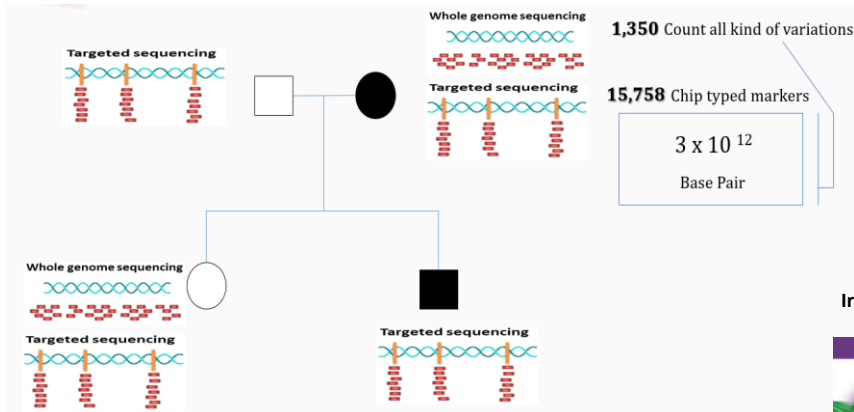 Whole genome sequencing
1,350 Count all kind of variations
Targeted sequencing
Targeted sequencing
15,758 Chip typed markers
3 x 10 12
Base Pair
Whole genome sequencing
Targeted sequencing
Targeted sequencing
Ir